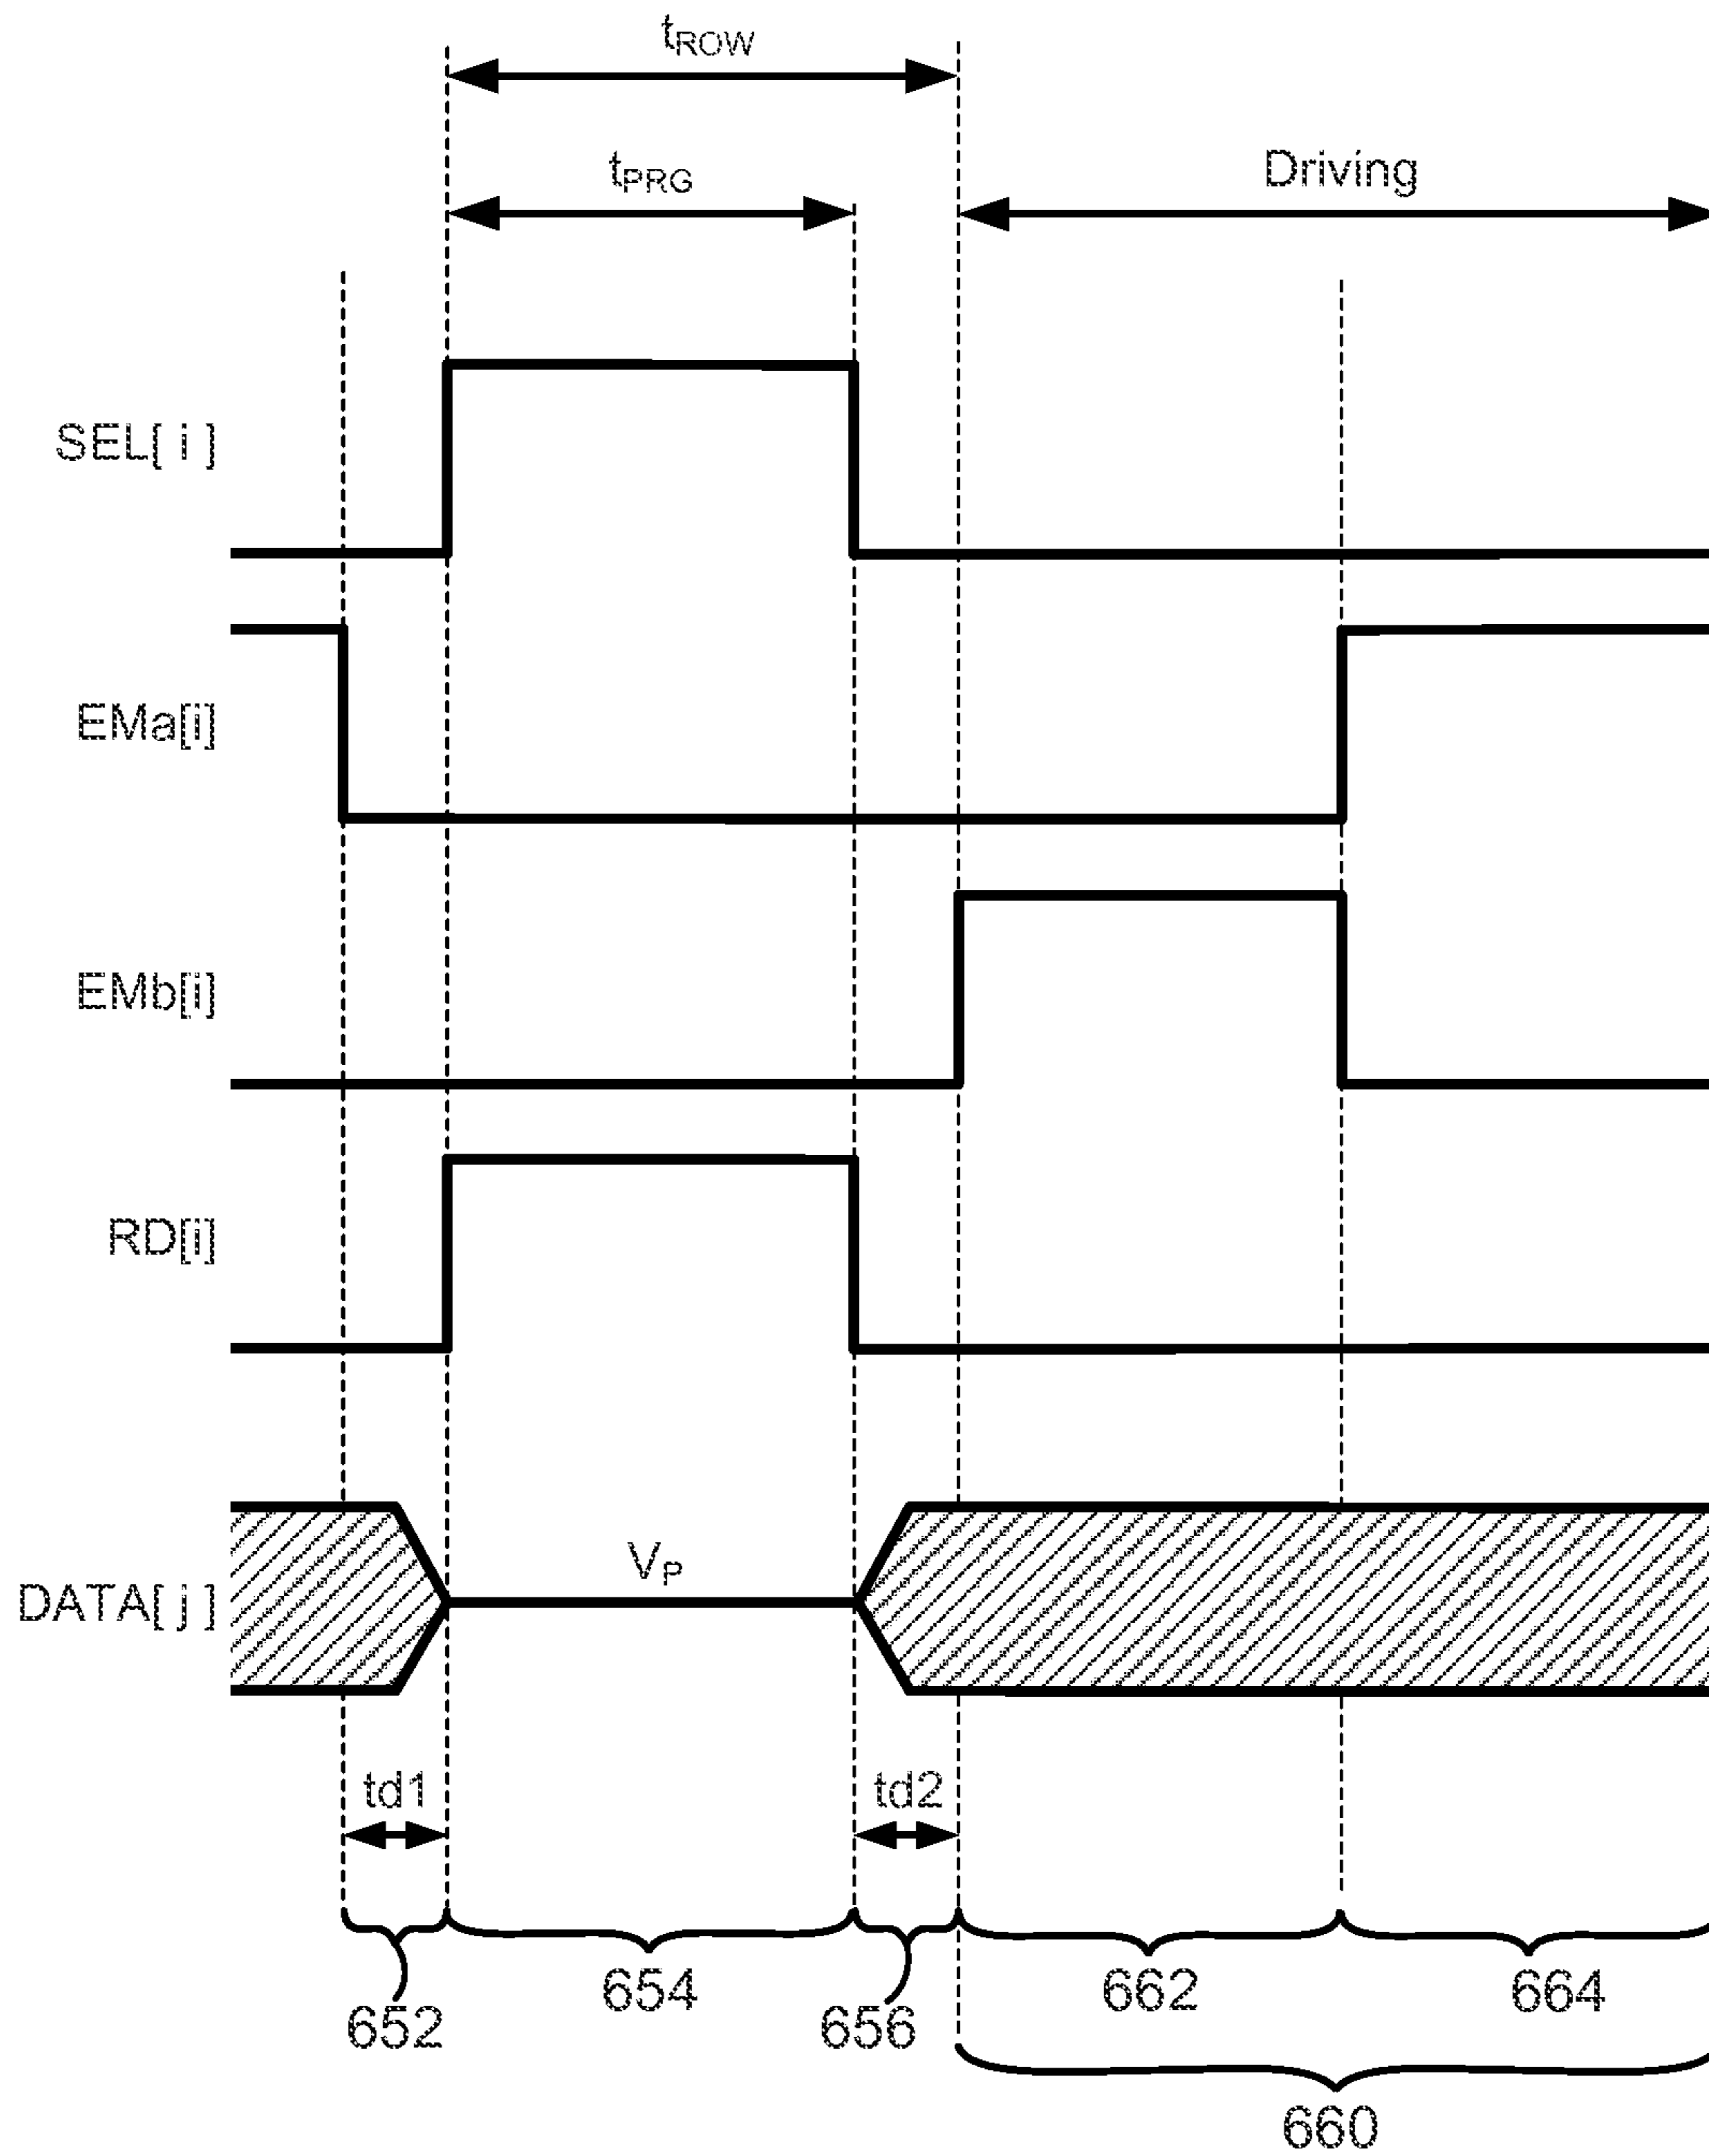 tROW
tPRG
Driving
SEL[ i ]
EMa[i]
EMb[i]
RD[i]
VP
DATA[ j ]
td1
td2
652
654
656
662
664
660